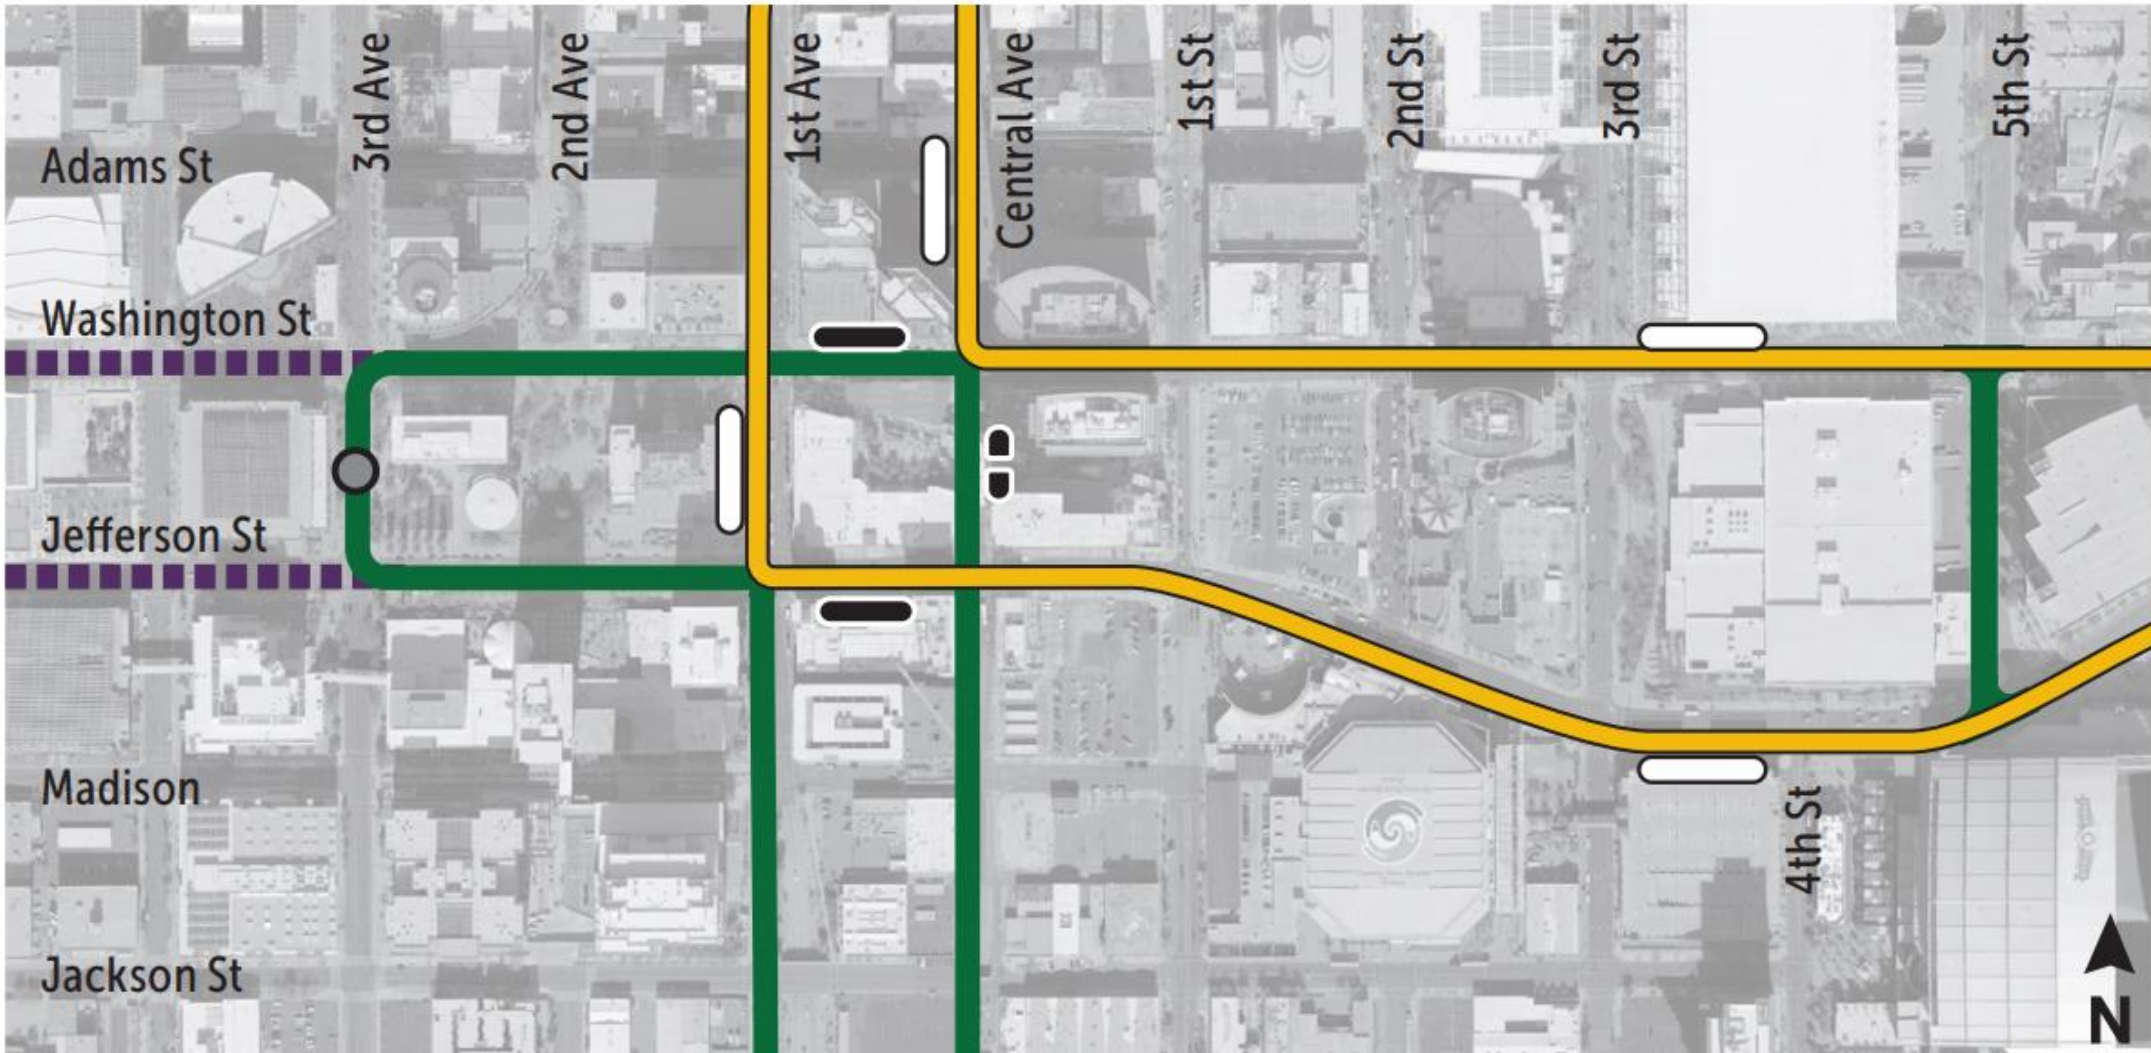 3rd Ave
2nd Ave
1st Ave
Central Ave
1st St
2nd St
3rd St
5th St
Adams St
Washington St
Jefferson St
Madison
4th St
Jackson St
N